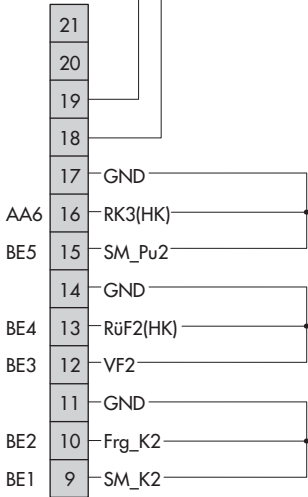 21
20
19
18
17 GND
AA6 16 RK3(HK)
BE5 15 SM_Pu2
14 GND
BE4 13 RüF2(HK)
BE3 12 VF2
11 GND
BE2 10 Frg_K2
BE1 9 SM_K2